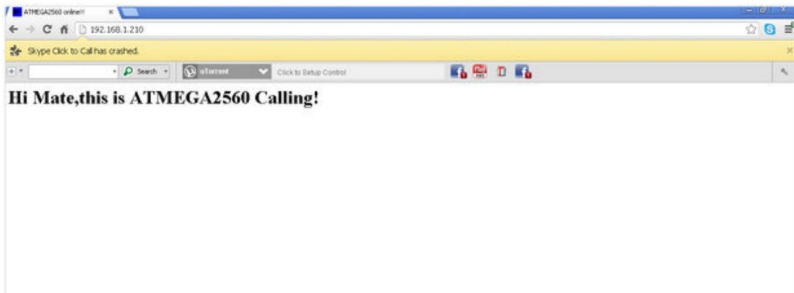 ATMEGA2560 online!!
192.168.1.210
Skype Click to Call has crashed.
Search
uTorrent
Click to Setup Control
Hi Mate,this is ATMEGA2560 Calling!